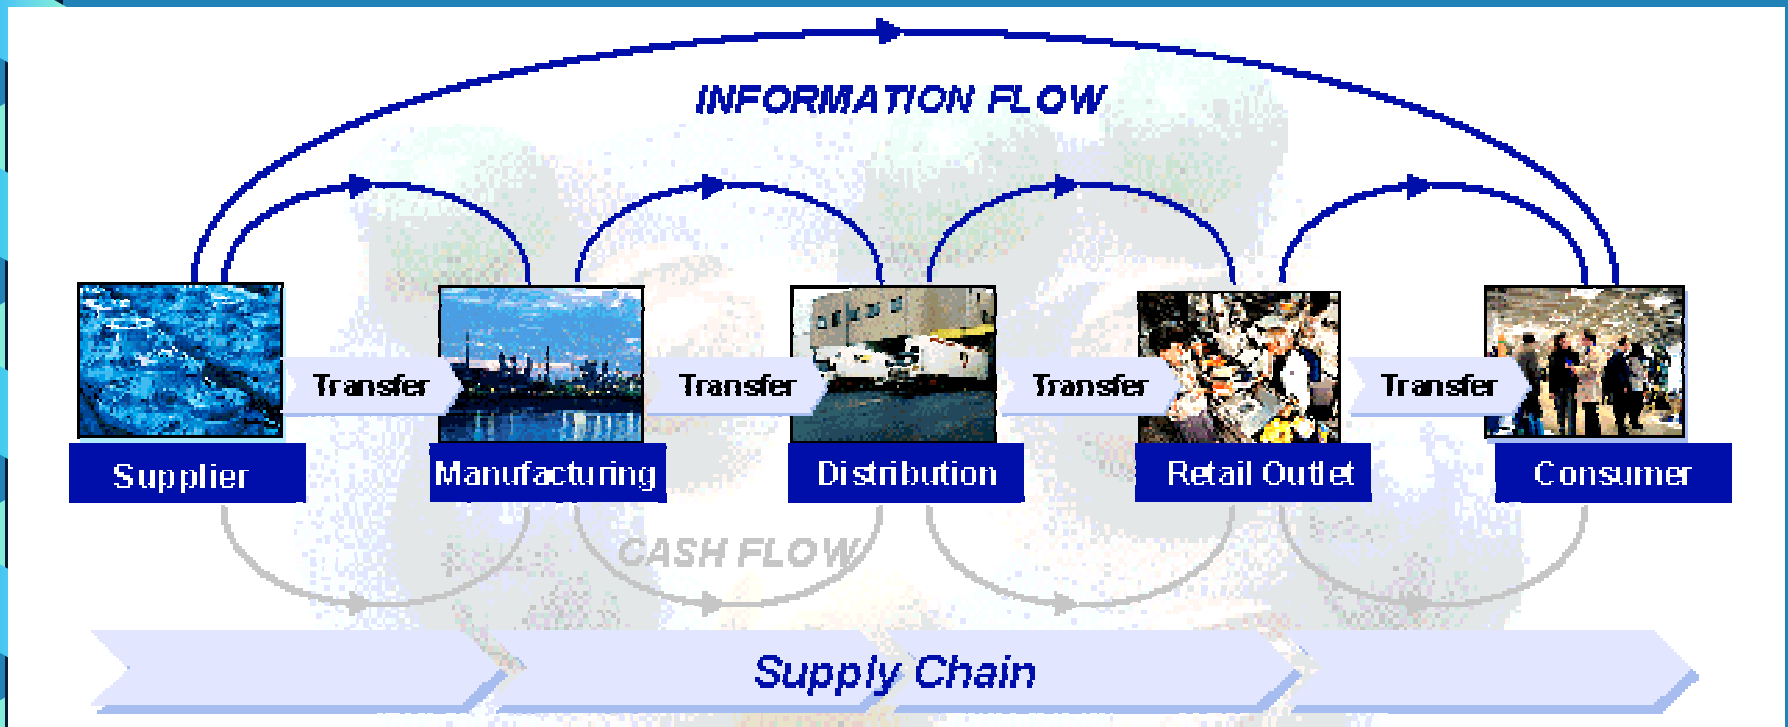 INFORMATION FLOW
Transfer
Transfer
Transfer
Transfer
Supplier
Manufacturing
Distribution
Retail Outlet
Consumer
CASH FLOW
Supply Chain